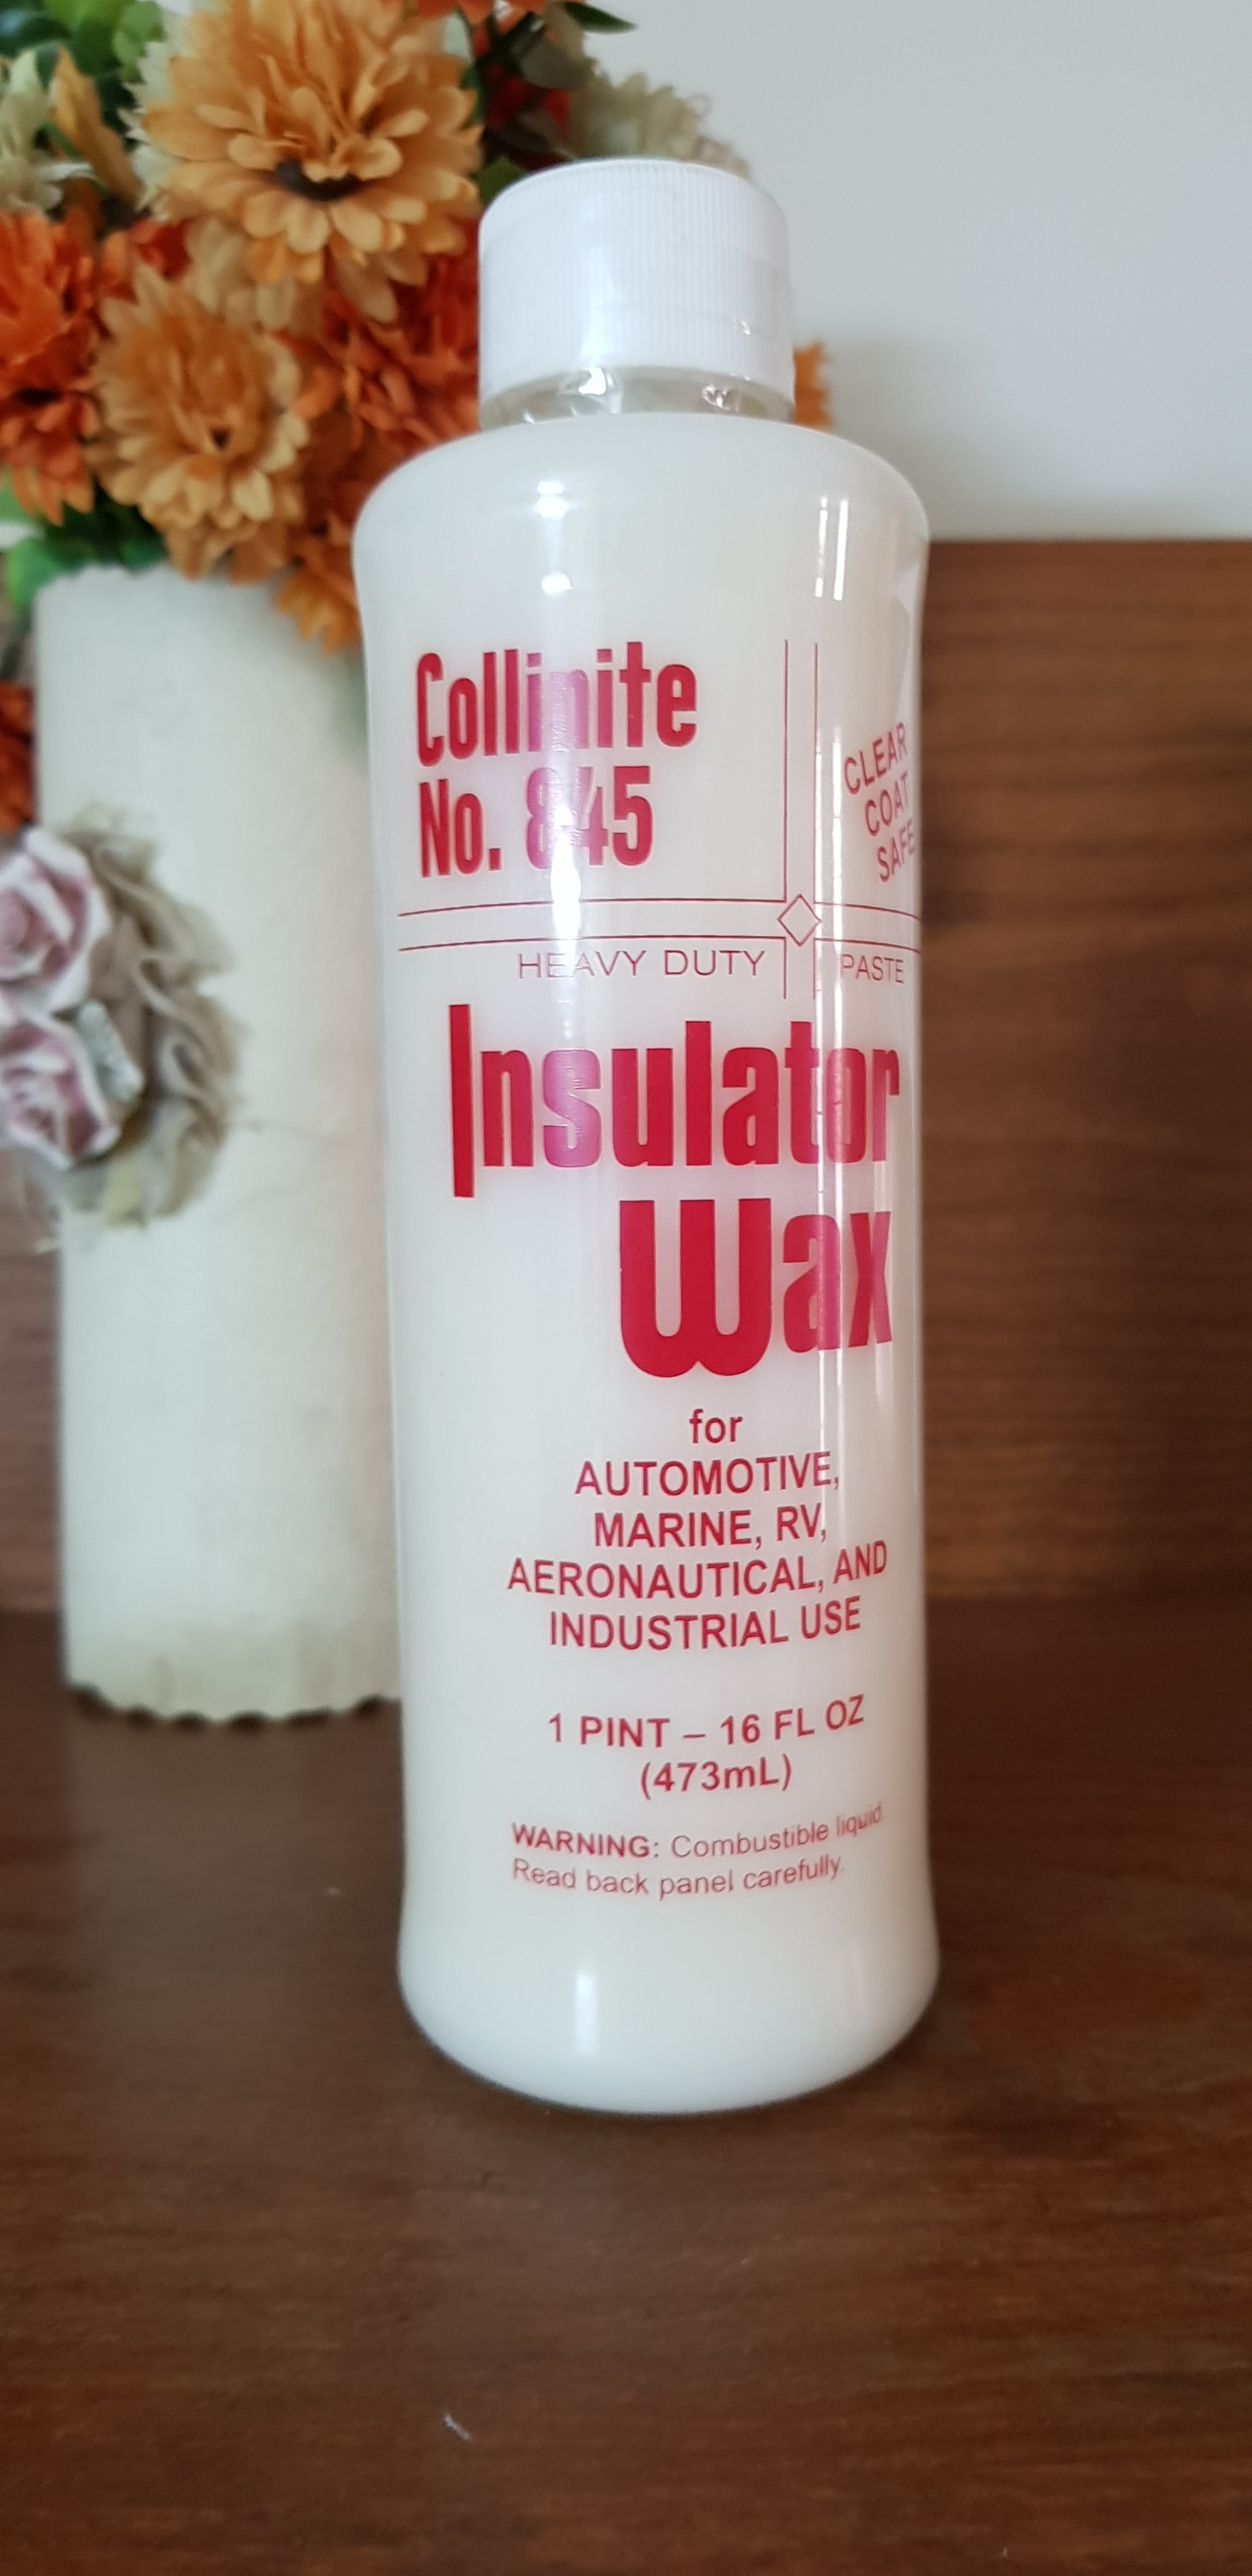 Collinite
No. 845
CLEAR
COAT
SAFE
HEAVY DUTY PASTE
Insulator
Wax
for
AUTOMOTIVE,
MARINE, RV,
AERONAUTICAL, AND
INDUSTRIAL USE
1 PINT – 16 FL OZ
(473mL)
WARNING: Combustible liquid.
Read back panel carefully.